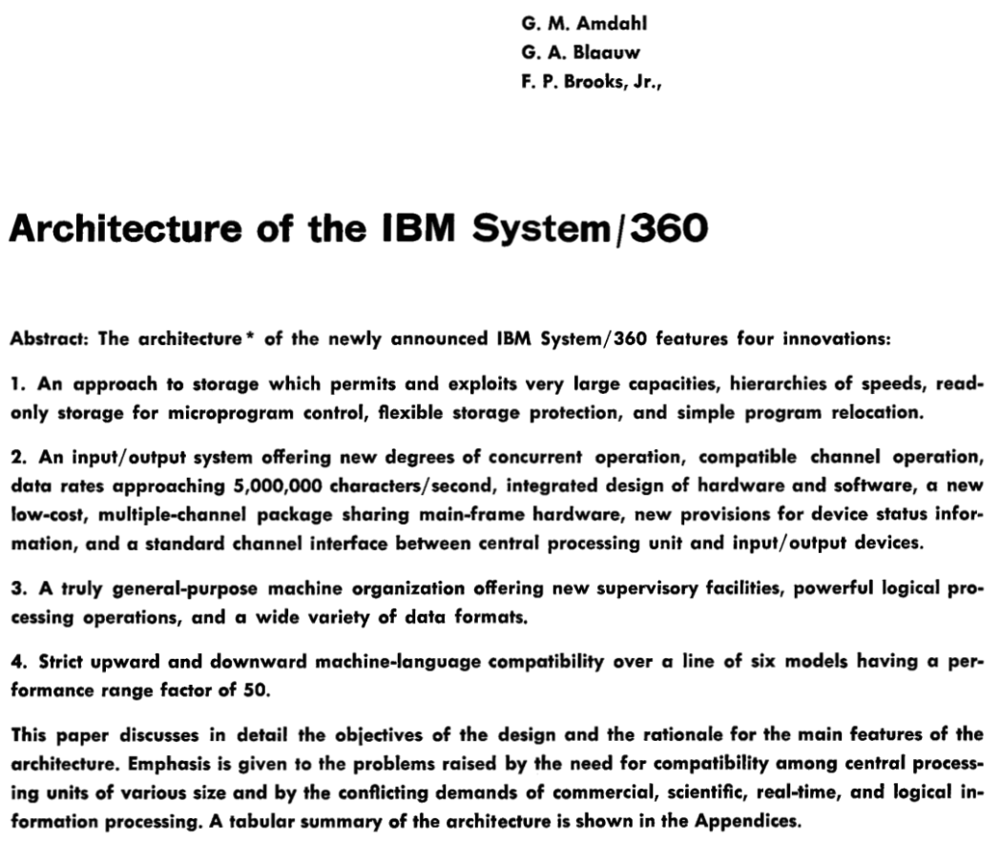 G. M. Amdahl
G. A. Blaauw
F. P. Brooks, Jr.,
Architecture of the IBM System/360
Abstract: The architecture* of the newly announced IBM System/360 features four innovations:
1. An approach to storage which permits and exploits very large capacities, hierarchies of speeds, read-
only storage for microprogram control, flexible storage protection, and simple program relocation.
2. An input/output system offering new degrees of concurrent operation, compatible channel operation,
data rates approaching 5,000,000 characters/second, integrated design of hardware and software, a new
low-cost, multiple-channel package sharing main-frame hardware, new provisions for device status infor-
mation, and a standard channel interface between central processing unit and input/output devices.
3. A truly general-purpose machine organization offering new supervisory facilities, powerful logical pro-
cessing operations, and a wide variety of data formats.
4. Strict upward and downward machine-language compatibility over a line of six models having a per-
formance range factor of 50.
This paper discusses in detail the objectives of the design and the rationale for the main features of the
architecture. Emphasis is given to the problems raised by the need for compatibility among central process-
ing units of various size and by the conflicting demands of commercial, scientific, real-time, and logical in-
formation processing. A tabular summary of the architecture is shown in the Appendices.